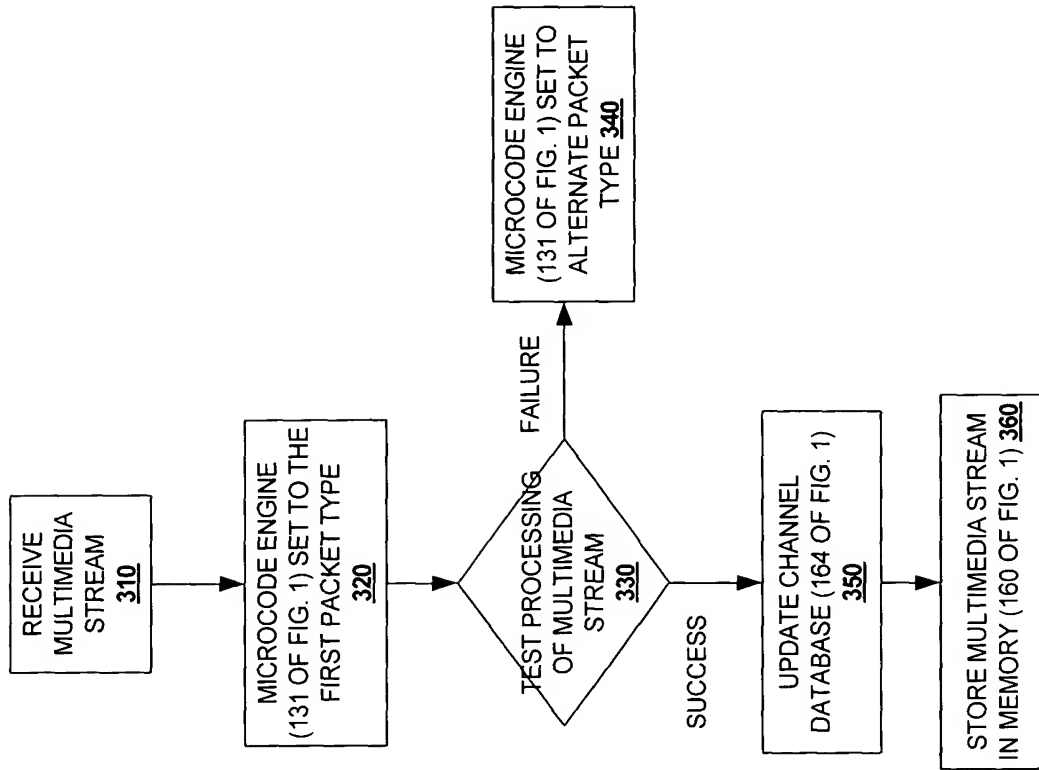 RECEIVE
MULTIMEDIA
STREAM
310
MICROCODE ENGINE
(131 OF FIG. 1) SET TO THE
FIRST PACKET TYPE
320
TEST PROCESSING
OF MULTIMEDIA
STREAM
330
FAILURE
MICROCODE ENGINE
(131 OF FIG. 1) SET TO
ALTERNATE PACKET
TYPE 340
SUCCESS
UPDATE CHANNEL
DATABASE (164 OF FIG. 1)
350
STORE MULTIMEDIA STREAM
IN MEMORY (160 OF FIG. 1) 360